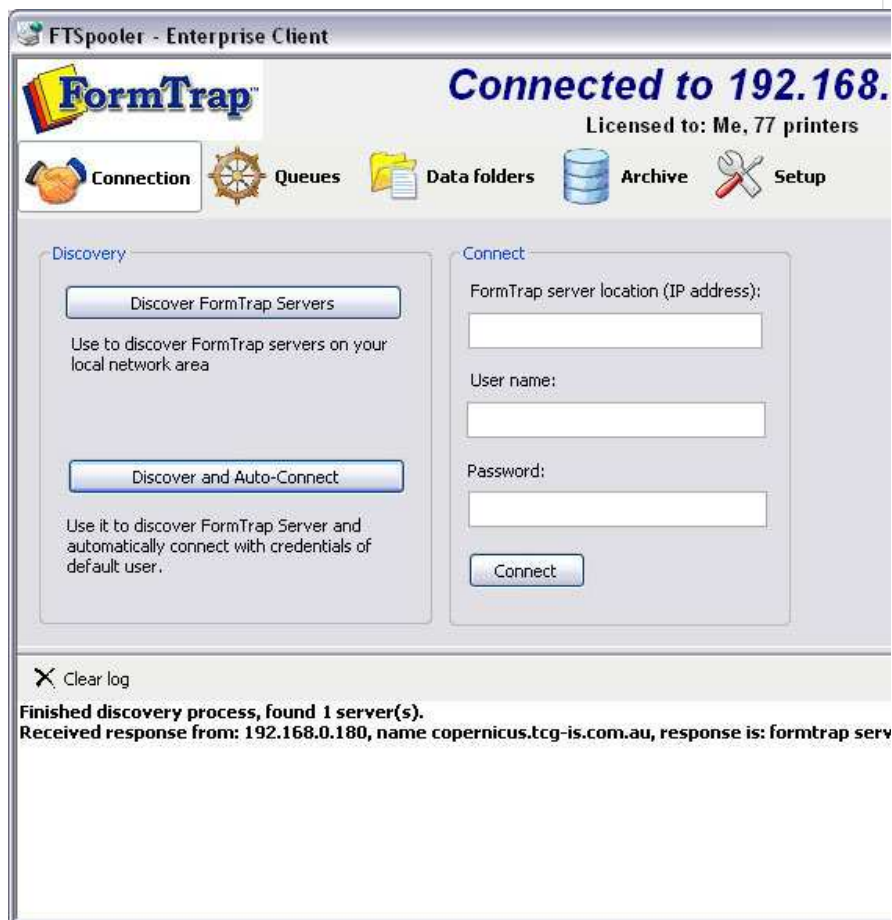 FTSpooler - Enterprise Client
FormTrap™
Connected to 192.168.
Licensed to: Me, 77 printers
Connection
Queues
Data folders
Archive
Setup
Discovery
Discover FormTrap Servers
Use to discover FormTrap servers on your
local network area
Discover and Auto-Connect
Use it to discover FormTrap Server and
automatically connect with credentials of
default user.
Connect
FormTrap server location (IP address):
User name:
Password:
Connect
Clear log
Finished discovery process, found 1 server(s).
Received response from: 192.168.0.180, name copernicus.tcg-is.com.au, response is: formtrap serv